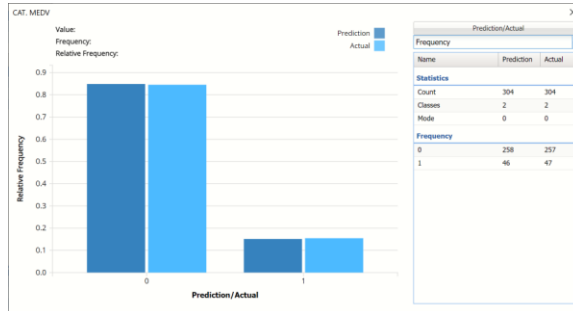 CAT. MEDV
Value:
Frequency:
Relative Frequency:
Prediction
Actual
0.9
0.8
0.7
0.6
0.5
0.4
0.3
0.2
0.1
0.0
Relative Frequency
0 1
Prediction/Actual
Prediction/Actual
Frequency
Name Prediction Actual
Statistics
Count 304 304
Classes 2 2
Mode 0 0
Frequency
0 258 257
1 46 47